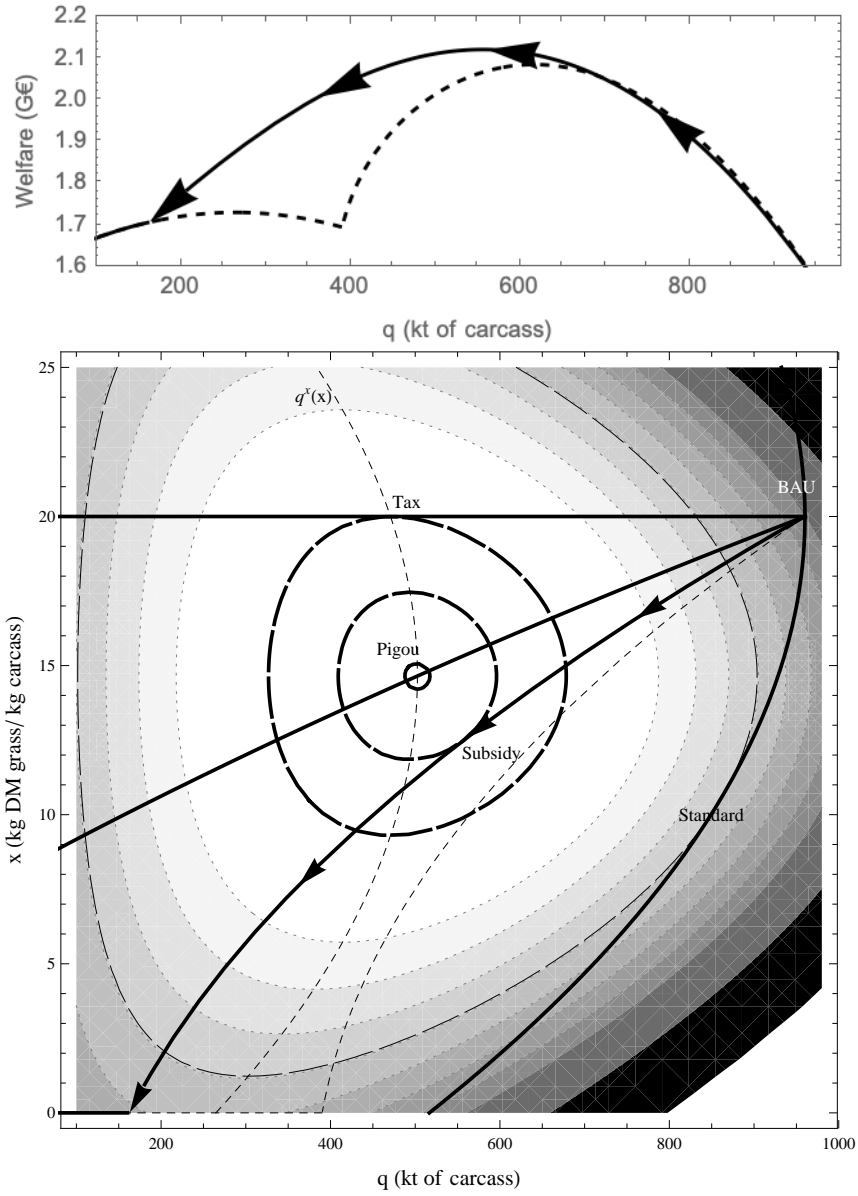 2.2
2.1
2.0
1.9
1.8
1.7
1.6
Welfare (G€)
200 400 600 800
q (kt of carcass)
25
20
15
10
5
0
x (kg DM grass/ kg carcass)
qˣ(x)
BAU
Tax
Pigou
Subsidy
Standard
200 400 600 800 1000
q (kt of carcass)